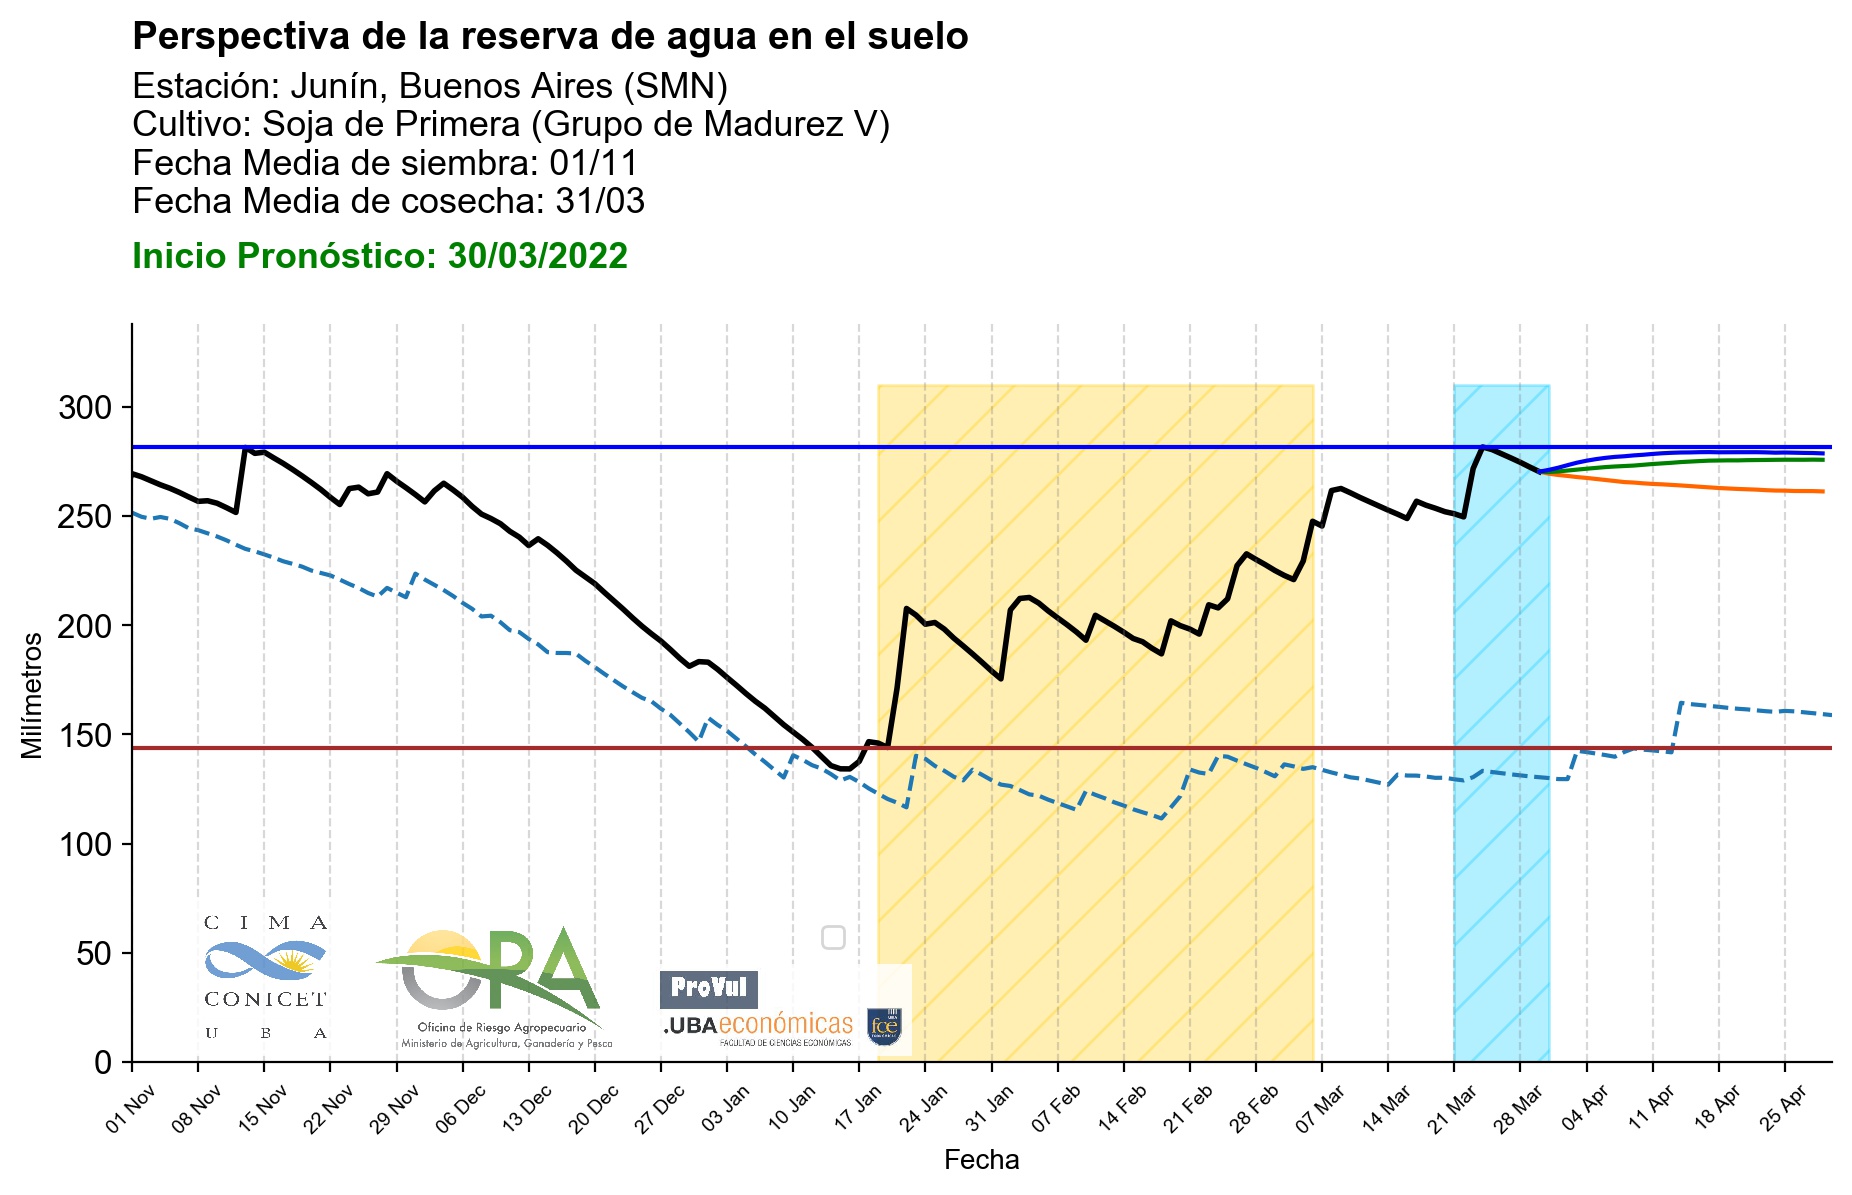 Perspectiva de la reserva de agua en el suelo
Estación: Junín, Buenos Aires (SMN)
Cultivo: Soja de Primera (Grupo de Madurez V)
Fecha Media de siembra: 01/11
Fecha Media de cosecha: 31/03
Inicio Pronóstico: 30/03/2022
300
250
200
150
100
50
0
Milímetros
C I M A
CONICET
U B A
ORA
Oficina de Riesgo Agropecuario
Ministerio de Agricultura, Ganadería y Pesca
ProVul
.UBAeconómicas
FACULTAD DE CIENCIAS ECONÓMICAS
fce
01 Nov
08 Nov
15 Nov
22 Nov
29 Nov
06 Dec
13 Dec
20 Dec
27 Dec
03 Jan
10 Jan
17 Jan
24 Jan
31 Jan
07 Feb
14 Feb
21 Feb
28 Feb
07 Mar
14 Mar
21 Mar
28 Mar
04 Apr
11 Apr
18 Apr
25 Apr
Fecha